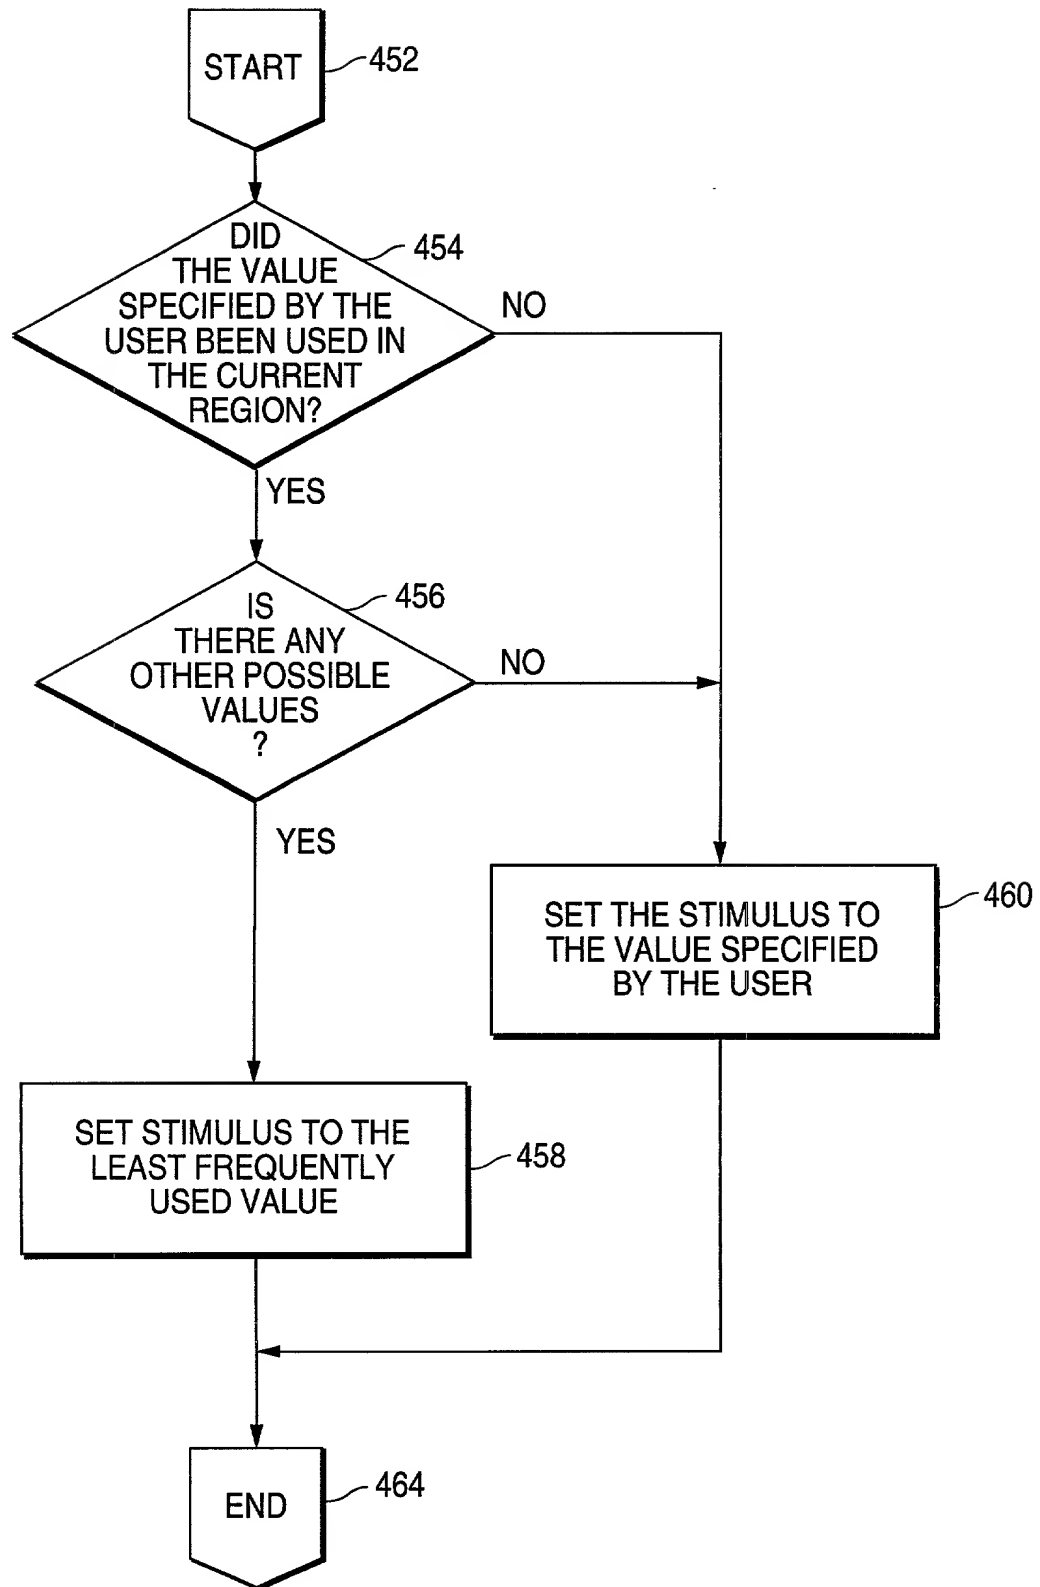 START
452
DID
THE VALUE
SPECIFIED BY THE
USER BEEN USED IN
THE CURRENT
REGION?
454
NO
YES
IS
THERE ANY
OTHER POSSIBLE
VALUES
?
456
NO
YES
SET THE STIMULUS TO
THE VALUE SPECIFIED
BY THE USER
460
SET STIMULUS TO THE
LEAST FREQUENTLY
USED VALUE
458
END
464